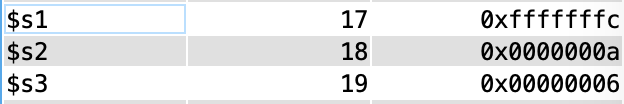 $s1 17 0xfffffffc
$s2 18 0x0000000a
$s3 19 0x00000006